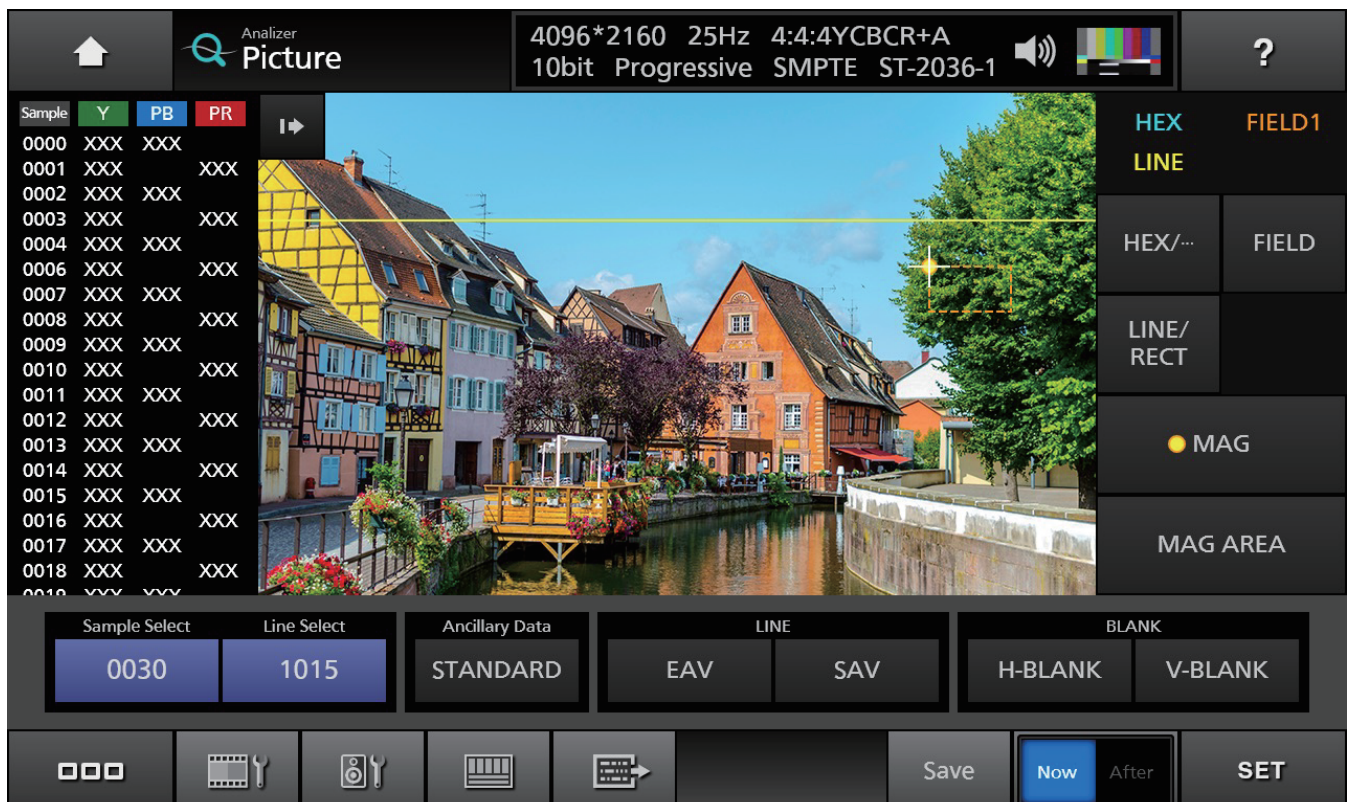 Analizer
Picture
4096*2160 25Hz 4:4:4YCBCR+A
10bit Progressive SMPTE ST-2036-1
?
Sample Y PB PR
0000 XXX XXX
0001 XXX XXX
0002 XXX XXX
0003 XXX XXX
0004 XXX XXX
0006 XXX XXX
0007 XXX XXX
0008 XXX XXX
0009 XXX XXX
0010 XXX XXX
0011 XXX XXX
0012 XXX XXX
0013 XXX XXX
0014 XXX XXX
0015 XXX XXX
0016 XXX XXX
0017 XXX XXX
0018 XXX XXX
0019 XXX XXX
HEX FIELD1
LINE
HEX/... FIELD
LINE/
RECT
MAG
MAG AREA
Sample Select Line Select Ancillary Data LINE BLANK
0030 1015 STANDARD EAV SAV H-BLANK V-BLANK
Save Now After SET